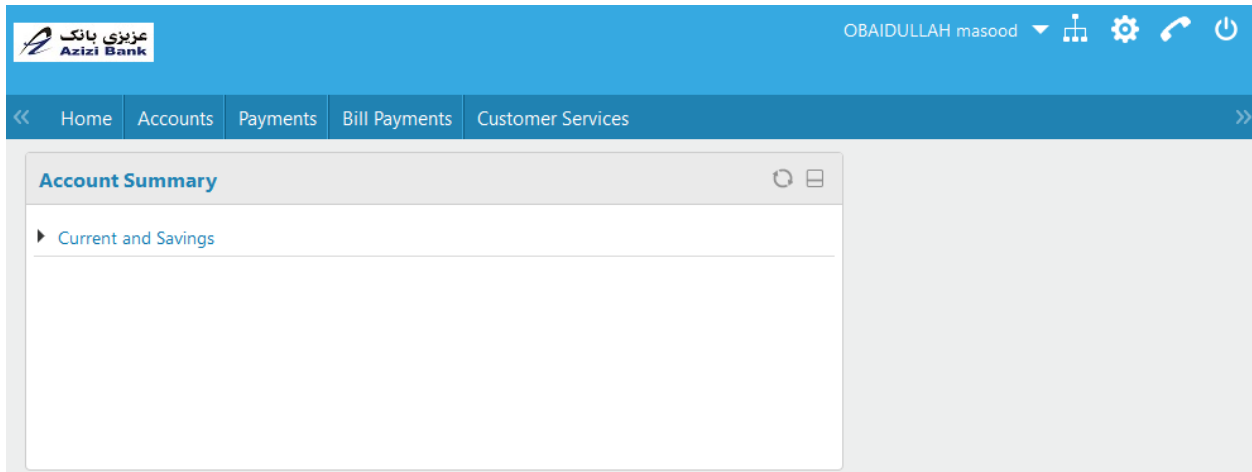 عزیزی بانک
Azizi Bank
OBAIDULLAH masood
Home Accounts Payments Bill Payments Customer Services
Account Summary
Current and Savings